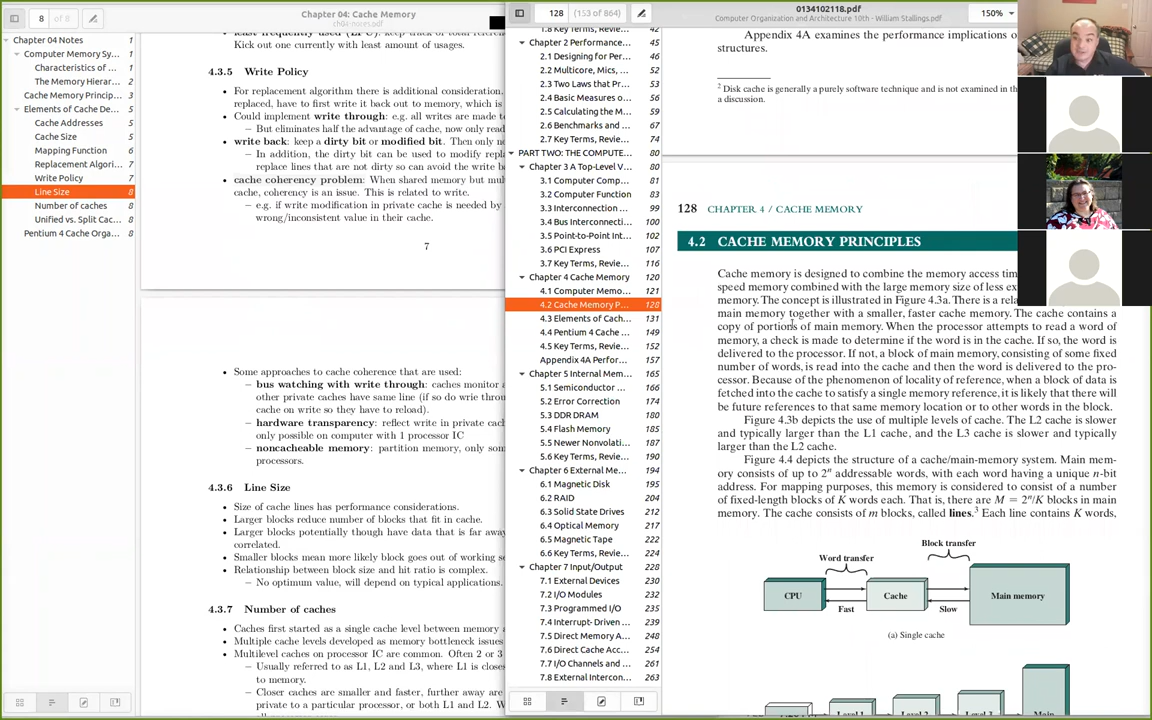 8 of 8
Chapter 04: Cache Memory
ch04-notes.pdf
Chapter 04 Notes 1
Computer Memory Sy... 1
Characteristics of ... 1
The Memory Hierar... 2
Cache Memory Princip... 3
Elements of Cache De... 5
Cache Addresses 5
Cache Size 5
Mapping Function 6
Replacement Algori... 7
Write Policy 7
Line Size 8
Number of caches 8
Unified vs. Split Cac... 8
Pentium 4 Cache Orga... 8
Kick out one currently with least amount of usages.
4.3.5 Write Policy
• For replacement algorithm there is additional consideration.
replaced, have to first write it back out to memory, which is
• Could implement write through: e.g. all writes are made to
– But eliminates half the advantage of cache, now only read
• write back: keep a dirty bit or modified bit. Then only
– In addition, the dirty bit can be used to modify repl
replace lines that are not dirty so can avoid the write b
• cache coherency problem: When shared memory but mul
cache, coherency is an issue. This is related to write.
– e.g. if write modification in private cache is needed by
wrong/inconsistent value in their cache.
7
• Some approaches to cache coherence that are used:
– bus watching with write through: caches monitor
other private caches have same line (if so do wrie throu
cache on write so they have to reload).
– hardware transparency: reflect write in private cac
only possible on computer with 1 processor IC
– noncacheable memory: partition memory, only som
processors.
4.3.6 Line Size
• Size of cache lines has performance considerations.
• Larger blocks reduce number of blocks that fit in cache.
• Larger blocks potentially though have data that is far away
correlated.
• Smaller blocks mean more likely block goes out of working s
• Relationship between block size and hit ratio is complex.
– No optimum value, will depend on typical applications.
4.3.7 Number of caches
• Caches first started as a single cache level between memory a
• Multiple cache levels developed as memory bottleneck issues
• Multilevel caches on processor IC are common. Often 2 or 3
– Usually referred to as L1, L2 and L3, where L1 is closes
to memory.
– Closer caches are smaller and faster, further away are
private to a particular processor, or both L1 and L2.
128 (153 of 864)
0134102118.pdf
Computer Organization and Architecture 10th - William Stallings.pdf
150%
1.8 Key Terms, Revie... 42
Chapter 2 Performance... 45
2.1 Designing for Per... 46
2.2 Multicore, Mics, ... 52
2.3 Two Laws that Pr... 53
2.4 Basic Measures o... 56
2.5 Calculating the M... 59
2.6 Benchmarks and ... 67
2.7 Key Terms, Revie... 74
PART TWO: THE COMPUTE... 80
Chapter 3 A Top-Level V... 80
3.1 Computer Comp... 81
3.2 Computer Function 83
3.3 Interconnection ... 99
3.4 Bus Interconnecti... 100
3.5 Point-to-Point Int... 102
3.6 PCI Express 107
3.7 Key Terms, Revie... 116
Chapter 4 Cache Memory 120
4.1 Computer Memo... 121
4.2 Cache Memory P... 128
4.3 Elements of Cach... 131
4.4 Pentium 4 Cache ... 149
4.5 Key Terms, Revie... 152
Appendix 4A Perfor... 157
Chapter 5 Internal Mem... 165
5.1 Semiconductor ... 166
5.2 Error Correction 174
5.3 DDR DRAM 180
5.4 Flash Memory 185
5.5 Newer Nonvolati... 187
5.6 Key Terms, Revie... 190
Chapter 6 External Me... 194
6.1 Magnetic Disk 195
6.2 RAID 204
6.3 Solid State Drives 212
6.4 Optical Memory 217
6.5 Magnetic Tape 222
6.6 Key Terms, Revie... 224
Chapter 7 Input/Output 228
7.1 External Devices 230
7.2 I/O Modules 232
7.3 Programmed I/O 235
7.4 Interrupt- Driven ... 239
7.5 Direct Memory A... 248
7.6 Direct Cache Acc... 254
7.7 I/O Channels and ... 261
7.8 External Intercon... 263
Appendix 4A examines the performance implications o
structures.
2 Disk cache is generally a purely software technique and is not examined in th
a discussion.
128 CHAPTER 4 / CACHE MEMORY
4.2 CACHE MEMORY PRINCIPLES
Cache memory is designed to combine the memory access tim
speed memory combined with the large memory size of less ex
memory. The concept is illustrated in Figure 4.3a. There is a rela
main memory together with a smaller, faster cache memory. The cache contains a
copy of portions of main memory. When the processor attempts to read a word of
memory, a check is made to determine if the word is in the cache. If so, the word is
delivered to the processor. If not, a block of main memory, consisting of some fixed
number of words, is read into the cache and then the word is delivered to the pro-
cessor. Because of the phenomenon of locality of reference, when a block of data is
fetched into the cache to satisfy a single memory reference, it is likely that there will
be future references to that same memory location or to other words in the block.
Figure 4.3b depicts the use of multiple levels of cache. The L2 cache is slower
and typically larger than the L1 cache, and the L3 cache is slower and typically
larger than the L2 cache.
Figure 4.4 depicts the structure of a cache/main-memory system. Main mem-
ory consists of up to 2ⁿ addressable words, with each word having a unique n-bit
address. For mapping purposes, this memory is considered to consist of a number
of fixed-length blocks of K words each. That is, there are M = 2ⁿ/K blocks in main
memory. The cache consists of m blocks, called lines.³ Each line contains K words,
Block transfer
Word transfer
CPU
Cache
Main memory
Fast
Slow
(a) Single cache
Level 1
Level 2
Level 3
Main